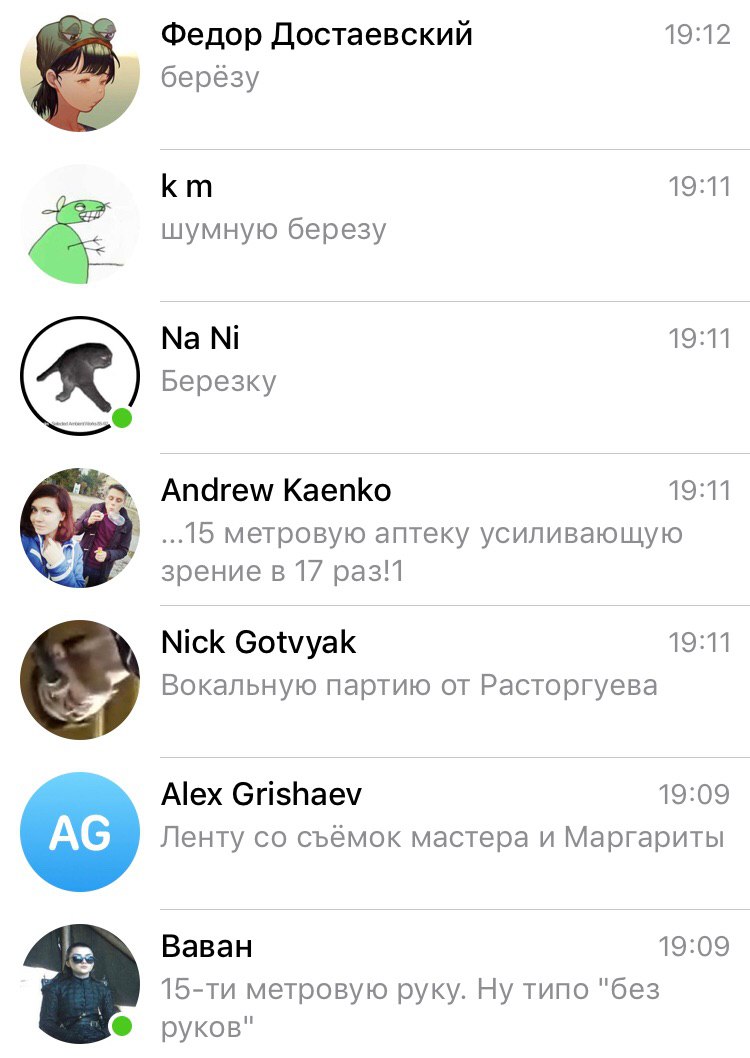 Федор Достаевский 19:12
берёзу
k m 19:11
шумную березу
Na Ni 19:11
Березку
Andrew Kaenko 19:11
...15 метровую аптеку усиливающую
зрение в 17 раз!1
Nick Gotvyak 19:11
Вокальную партию от Расторгуева
AG
Alex Grishaev 19:09
Ленту со съёмок мастера и Маргариты
Ваван 19:09
15-ти метровую руку. Ну типо "без
руков"